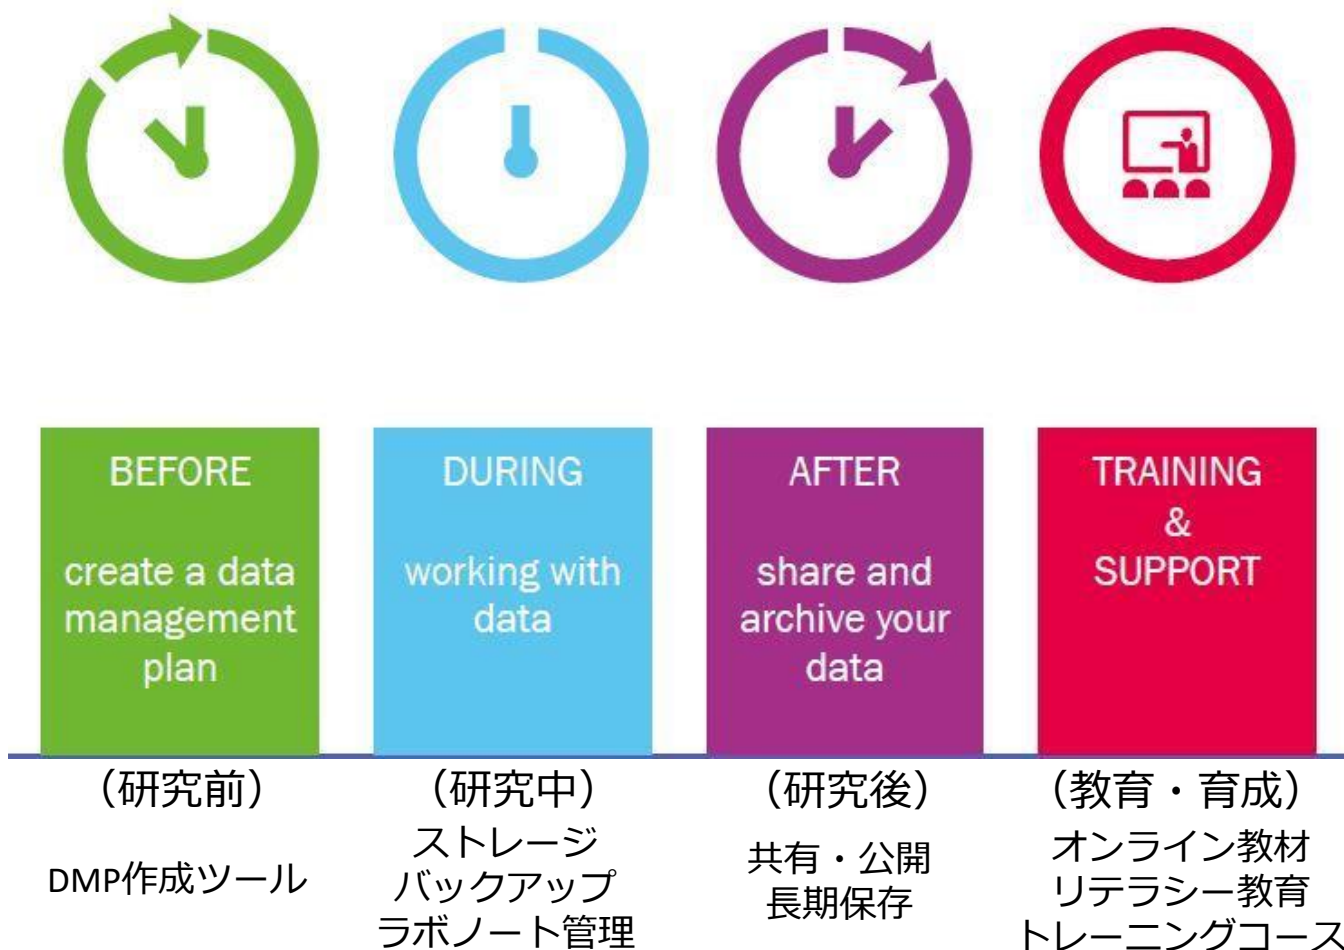 BEFORE
create a data
management
plan
DURING
working with
data
AFTER
share and
archive your
data
TRAINING
&
SUPPORT
（研究前）
DMP作成ツール
（研究中）
ストレージ
バックアップ
ラボノート管理
（研究後）
共有・公開
長期保存
（教育・育成）
オンライン教材
リテラシー教育
トレーニングコース